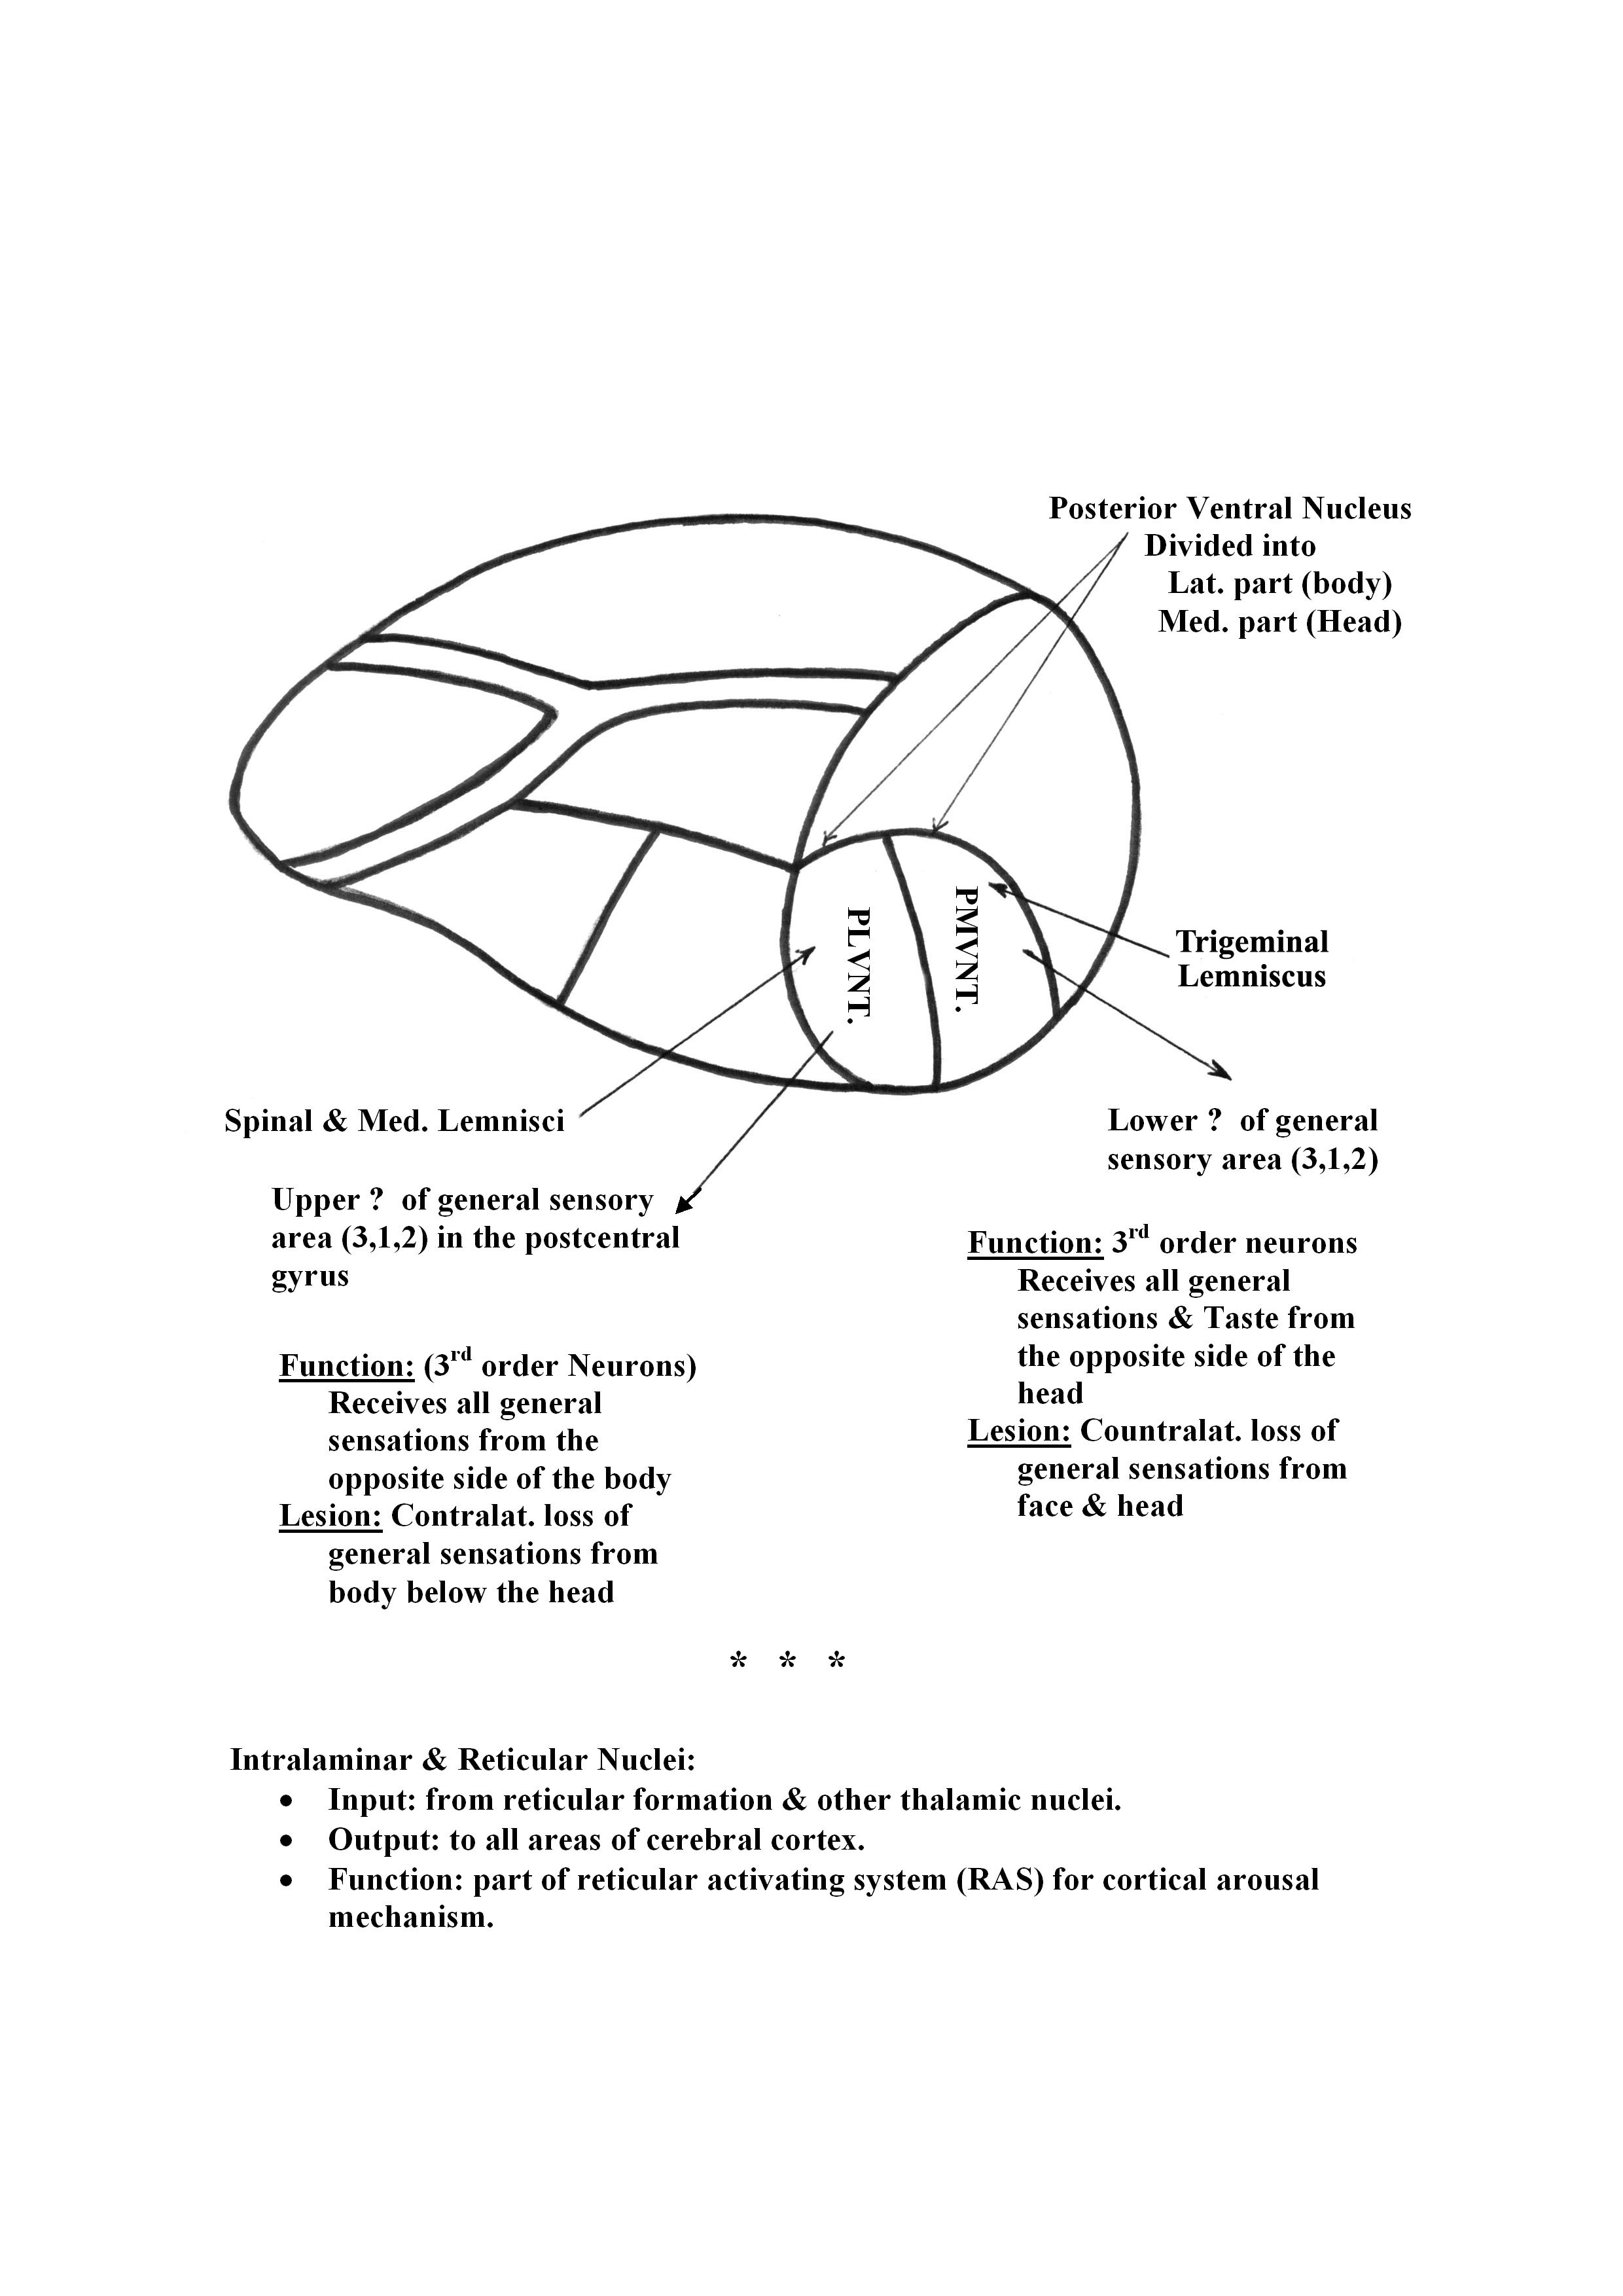 Posterior Ventral Nucleus
Divided into
Lat. part (body)
Med. part (Head)
PLVNT.
PMVNT.
Trigeminal
Lemniscus
Spinal & Med. Lemnisci
Lower ? of general
sensory area (3,1,2)
Upper ? of general sensory
area (3,1,2) in the postcentral
gyrus
Function: (3rd order Neurons)
Receives all general
sensations from the
opposite side of the body
Lesion: Contralat. loss of
general sensations from
body below the head
Function: 3rd order neurons
Receives all general
sensations & Taste from
the opposite side of the
head
Lesion: Countralat. loss of
general sensations from
face & head
* * *
Intralaminar & Reticular Nuclei:
• Input: from reticular formation & other thalamic nuclei.
• Output: to all areas of cerebral cortex.
• Function: part of reticular activating system (RAS) for cortical arousal
mechanism.